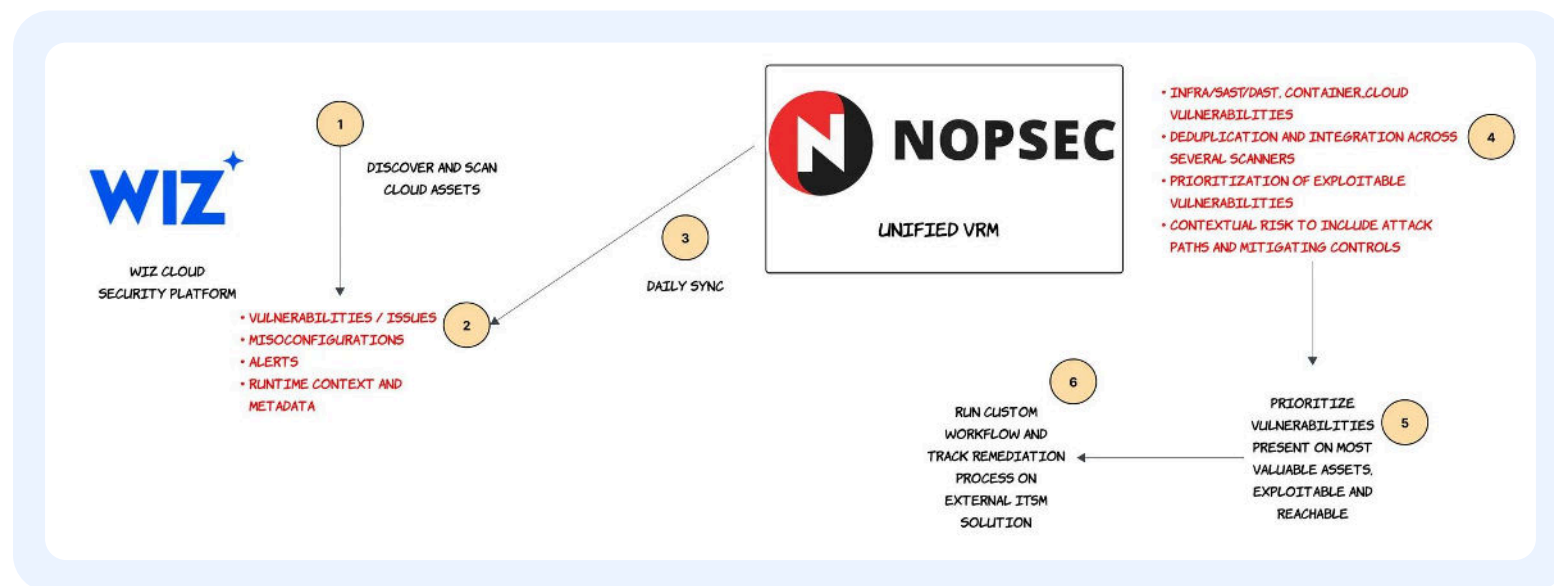 WIZ
WIZ CLOUD
SECURITY PLATFORM
1
DISCOVER AND SCAN
CLOUD ASSETS
• VULNERABILITIES / ISSUES
• MISOCONFIGURATIONS
• ALERTS
• RUNTIME CONTEXT AND
METADATA
2
3
DAILY SYNC
N
NOPSEC
UNIFIED VRM
• INFRA/SAST/DAST, CONTAINER,CLOUD
VULNERABILITIES
• DEDUPLICATION AND INTEGRATION ACROSS
SEVERAL SCANNERS
• PRIORITIZATION OF EXPLOITABLE
VULNERABILITIES
• CONTEXTUAL RISK TO INCLUDE ATTACK
PATHS AND MITIGATING CONTROLS
4
PRIORITIZE
VULNERABILITIES
PRESENT ON MOST
VALUABLE ASSETS,
EXPLOITABLE AND
REACHABLE
5
6
RUN CUSTOM
WORKFLOW AND
TRACK REMEDIATION
PROCESS ON
EXTERNAL ITSM
SOLUTION